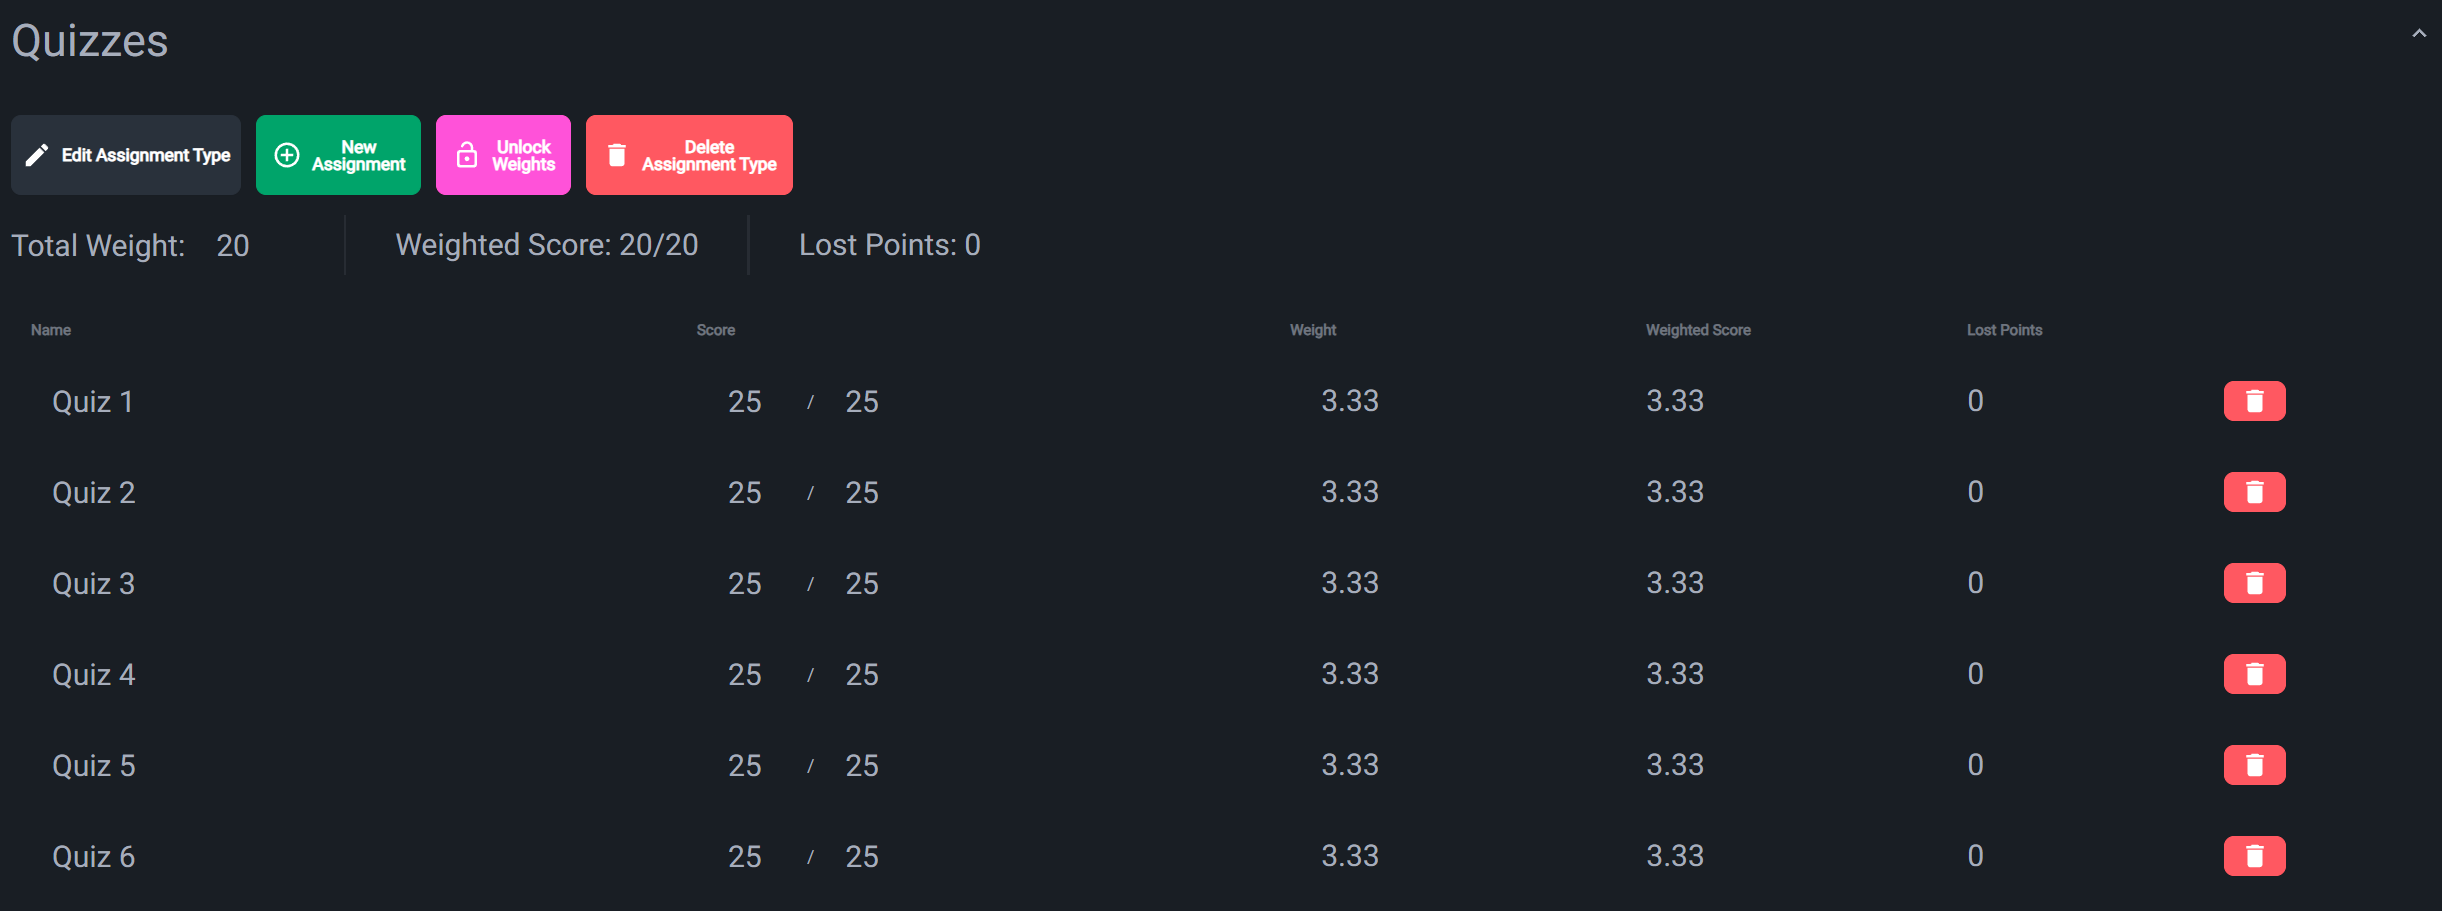 Quizzes
Edit Assignment Type
New
Assignment
Unlock
Weights
Delete
Assignment Type
Total Weight: 20 Weighted Score: 20/20 Lost Points: 0
Name Score Weight Weighted Score Lost Points
Quiz 1 25 / 25 3.33 3.33 0
Quiz 2 25 / 25 3.33 3.33 0
Quiz 3 25 / 25 3.33 3.33 0
Quiz 4 25 / 25 3.33 3.33 0
Quiz 5 25 / 25 3.33 3.33 0
Quiz 6 25 / 25 3.33 3.33 0